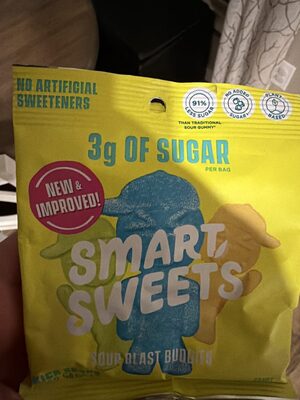 NO ARTIFICIAL
SWEETENERS
91%
LESS SUGAR
THAN TRADITIONAL
SOUR GUMMY*
NO ADDED
SUGAR
PLANT
BASED
3g OF SUGAR
PER BAG
NEW &
IMPROVED!
SMART
SWEETS
SOUR BLAST BUDDIES